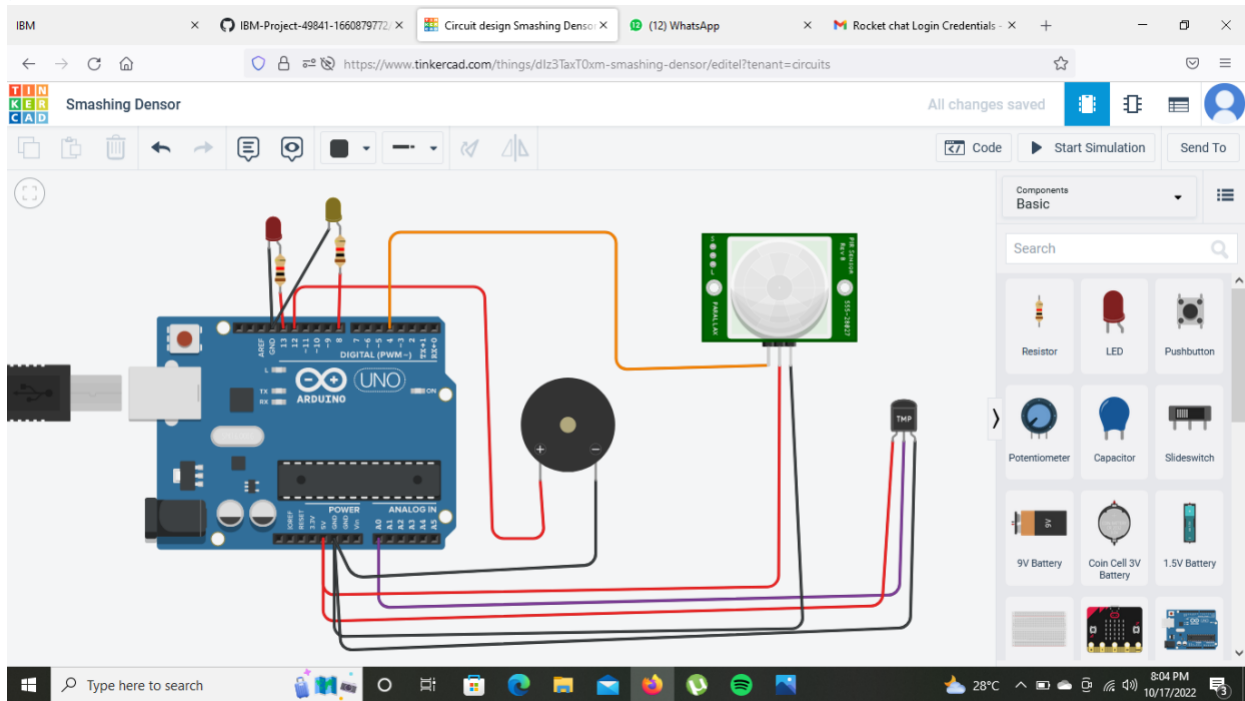 IBM
IBM-Project-49841-1660879772/
Circuit design Smashing Densor
(12) WhatsApp
Rocket chat Login Credentials -
https://www.tinkercad.com/things/dIz3TaxT0xm-smashing-densor/editel?tenant=circuits
TIN
KER
CAD
Smashing Densor
All changes saved
Code
Start Simulation
Send To
Components
Basic
Search
Resistor
LED
Pushbutton
Potentiometer
Capacitor
Slideswitch
9V Battery
Coin Cell 3V
Battery
1.5V Battery
PIR Sensor
Rev B
PARALLAX
555-28027
AREF
GND
13
12
~11
~10
~9
8
7
~6
~5
4
~3
2
TX→1
RX←0
DIGITAL (PWM~)
L
TX
RX
ARDUINO
UNO
ON
POWER
ANALOG IN
IOREF
RESET
3.3V
5V
GND
GND
Vin
A0
A1
A2
A3
A4
A5
+
−
TMP
9V
Type here to search
28°C
8:04 PM
10/17/2022
3